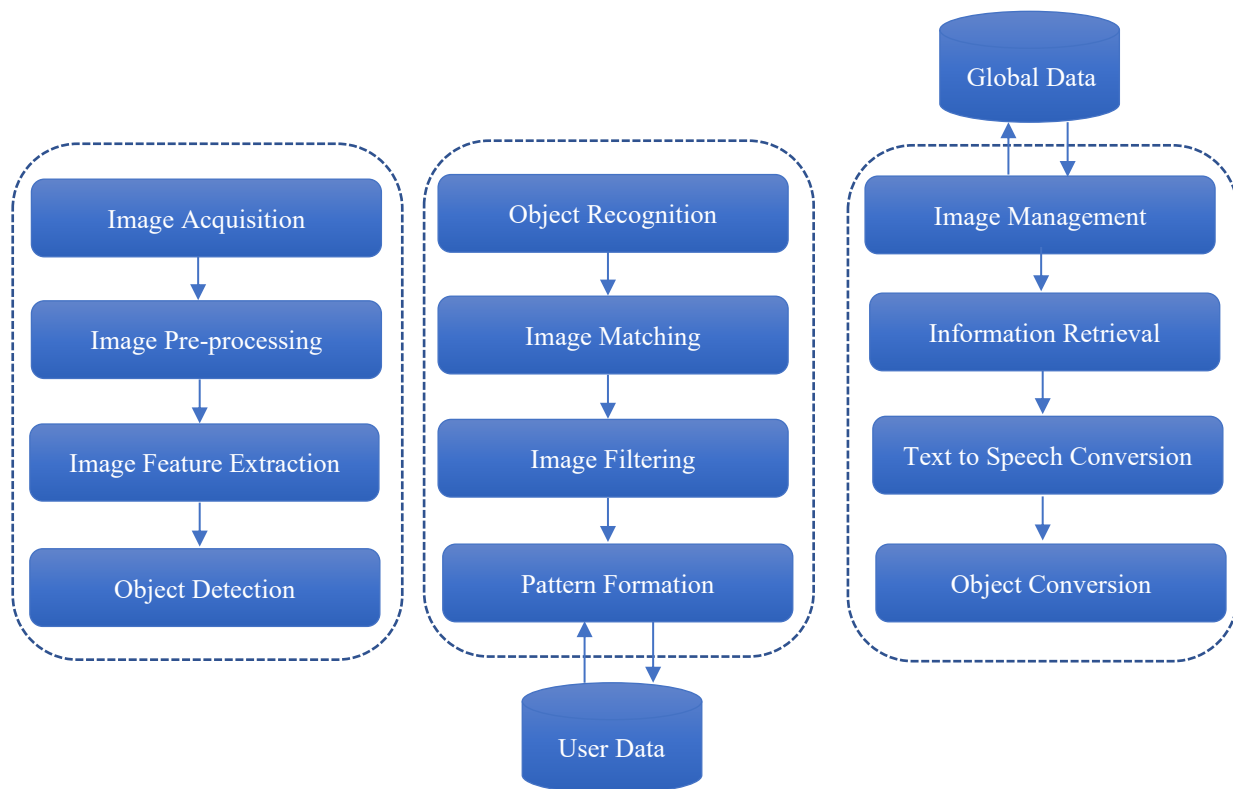 Global Data
Image Acquisition
Image Pre-processing
Image Feature Extraction
Object Detection
Object Recognition
Image Matching
Image Filtering
Pattern Formation
User Data
Image Management
Information Retrieval
Text to Speech Conversion
Object Conversion